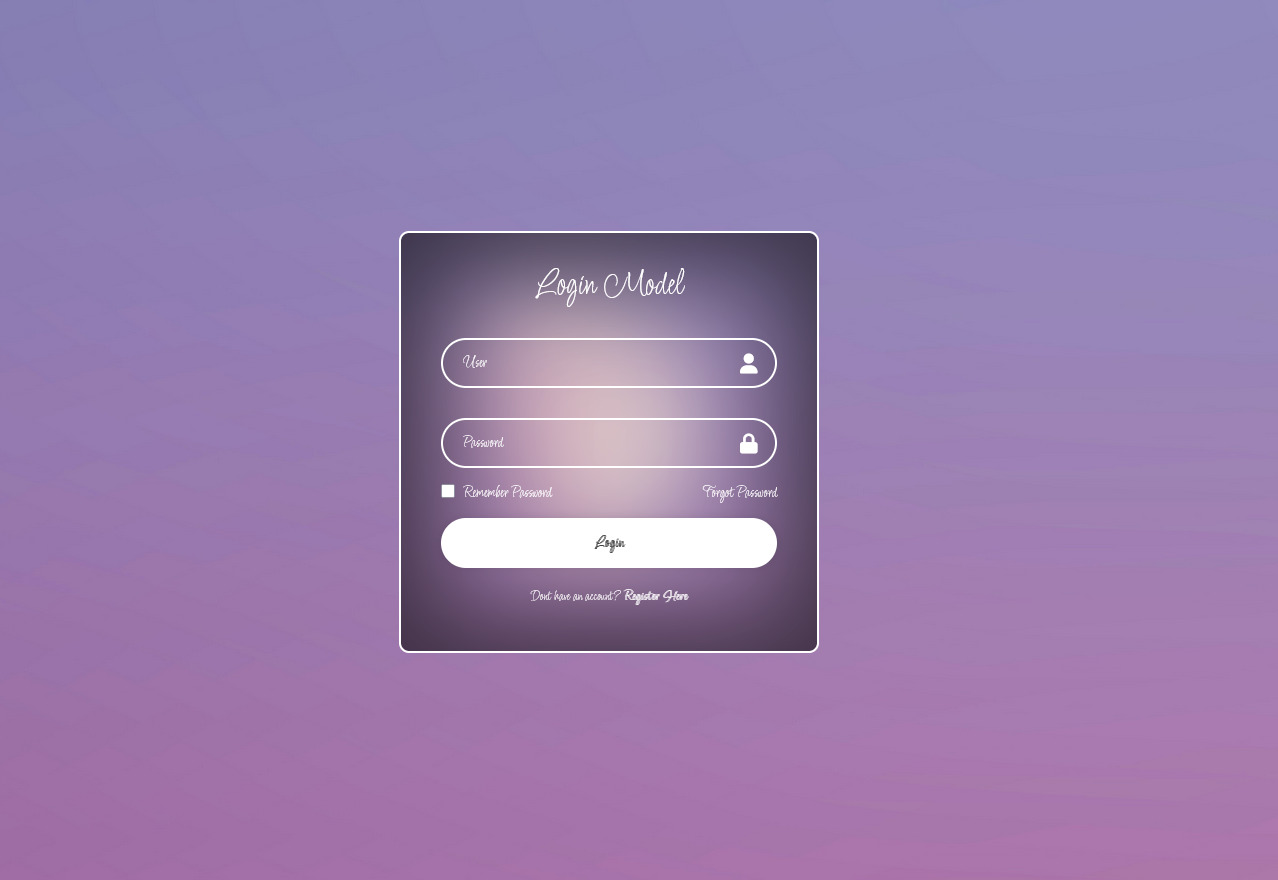 Login Model
User
Password
Remember Password Forgot Password
Login
Dont have an account? Register Here